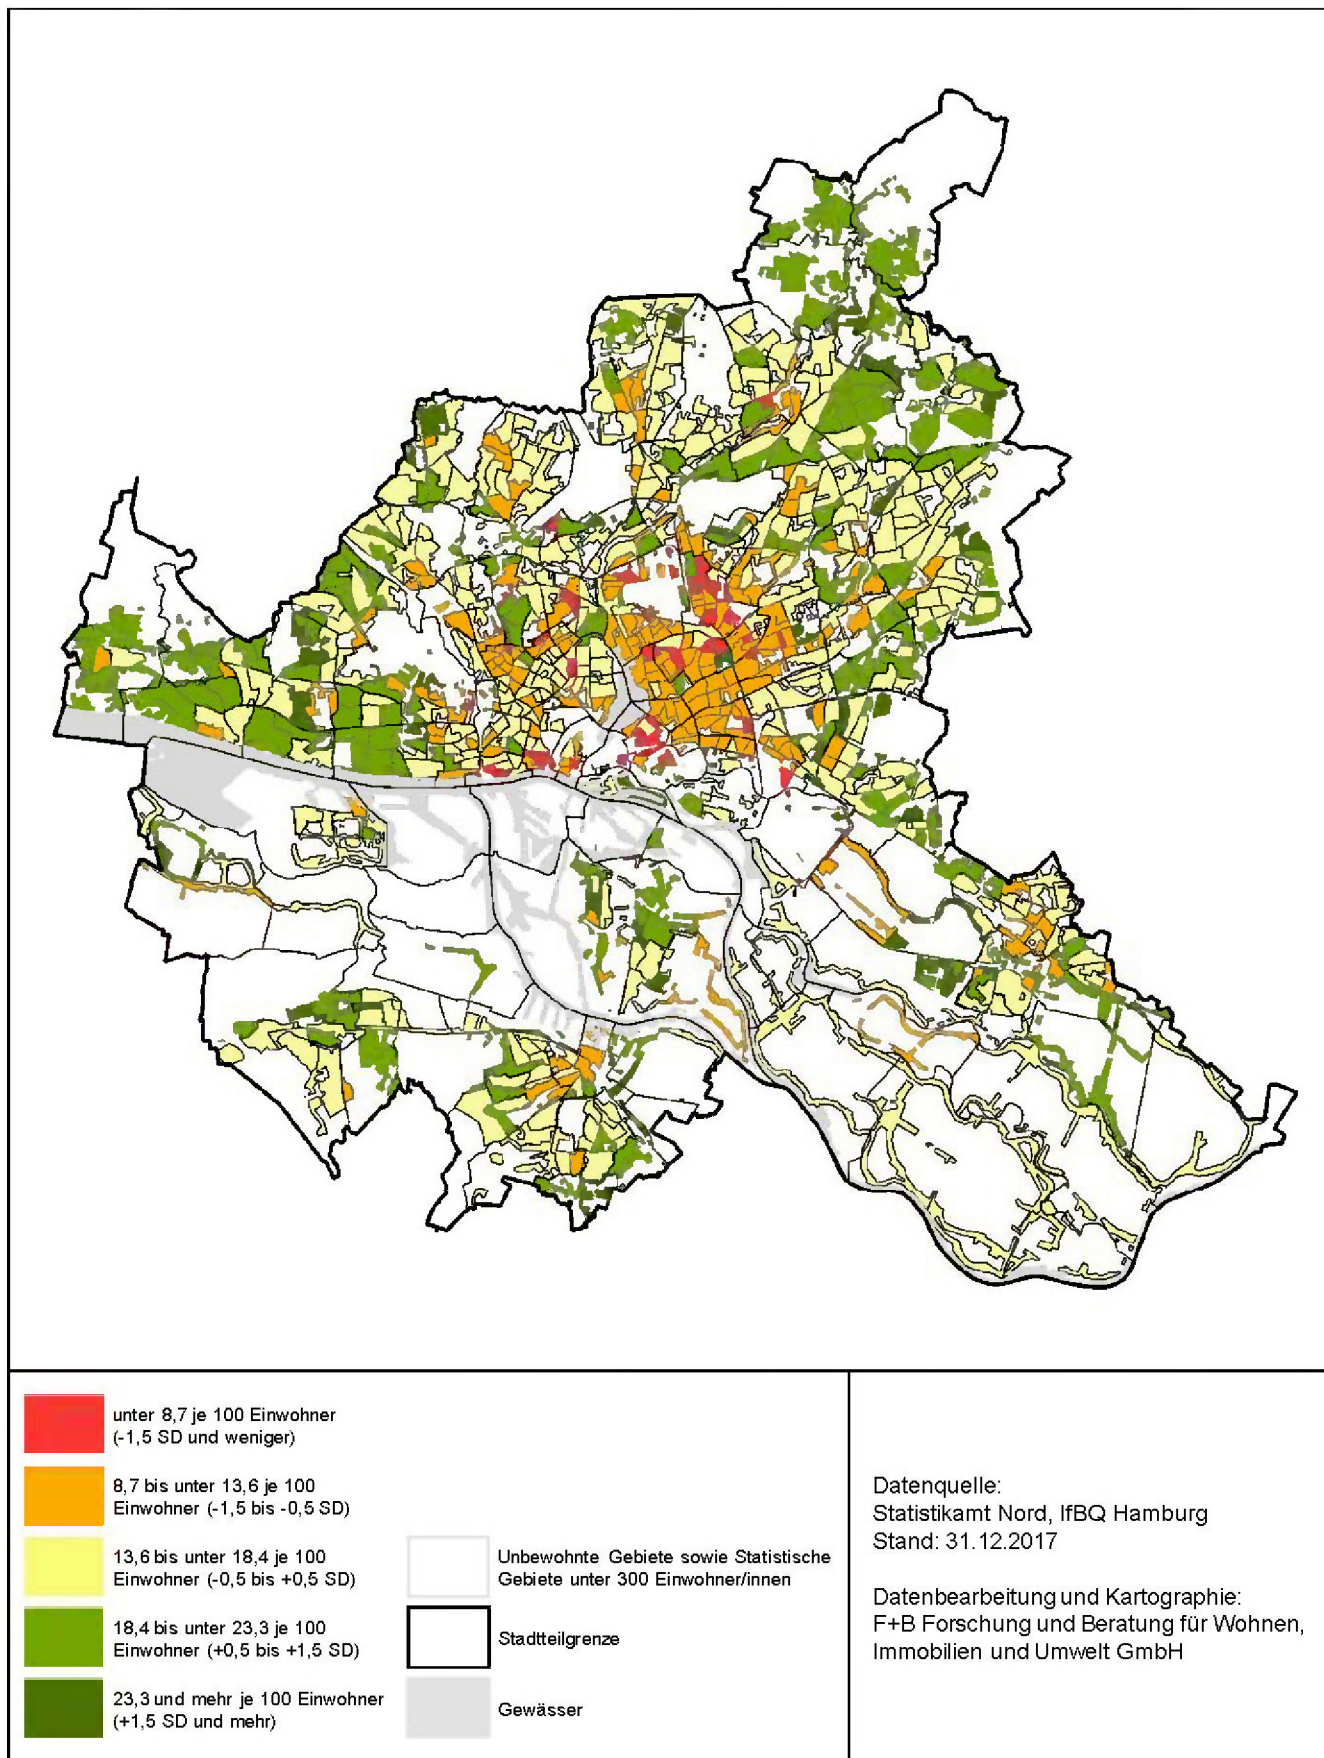 unter 8,7 je 100 Einwohner
(-1,5 SD und weniger)
8,7 bis unter 13,6 je 100
Einwohner (-1,5 bis -0,5 SD)
13,6 bis unter 18,4 je 100
Einwohner (-0,5 bis +0,5 SD)
18,4 bis unter 23,3 je 100
Einwohner (+0,5 bis +1,5 SD)
23,3 und mehr je 100 Einwohner
(+1,5 SD und mehr)
Unbewohnte Gebiete sowie Statistische
Gebiete unter 300 Einwohner/innen
Stadtteilgrenze
Gewässer
Datenquelle:
Statistikamt Nord, IfBQ Hamburg
Stand: 31.12.2017
Datenbearbeitung und Kartographie:
F+B Forschung und Beratung für Wohnen,
Immobilien und Umwelt GmbH